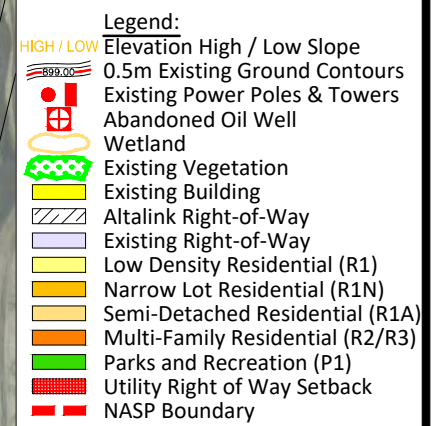 Legend:
HIGH / LOW Elevation High / Low Slope
899.00 0.5m Existing Ground Contours
Existing Power Poles & Towers
Abandoned Oil Well
Wetland
Existing Vegetation
Existing Building
Altalink Right-of-Way
Existing Right-of-Way
Low Density Residential (R1)
Narrow Lot Residential (R1N)
Semi-Detached Residential (R1A)
Multi-Family Residential (R2/R3)
Parks and Recreation (P1)
Utility Right of Way Setback
NASP Boundary